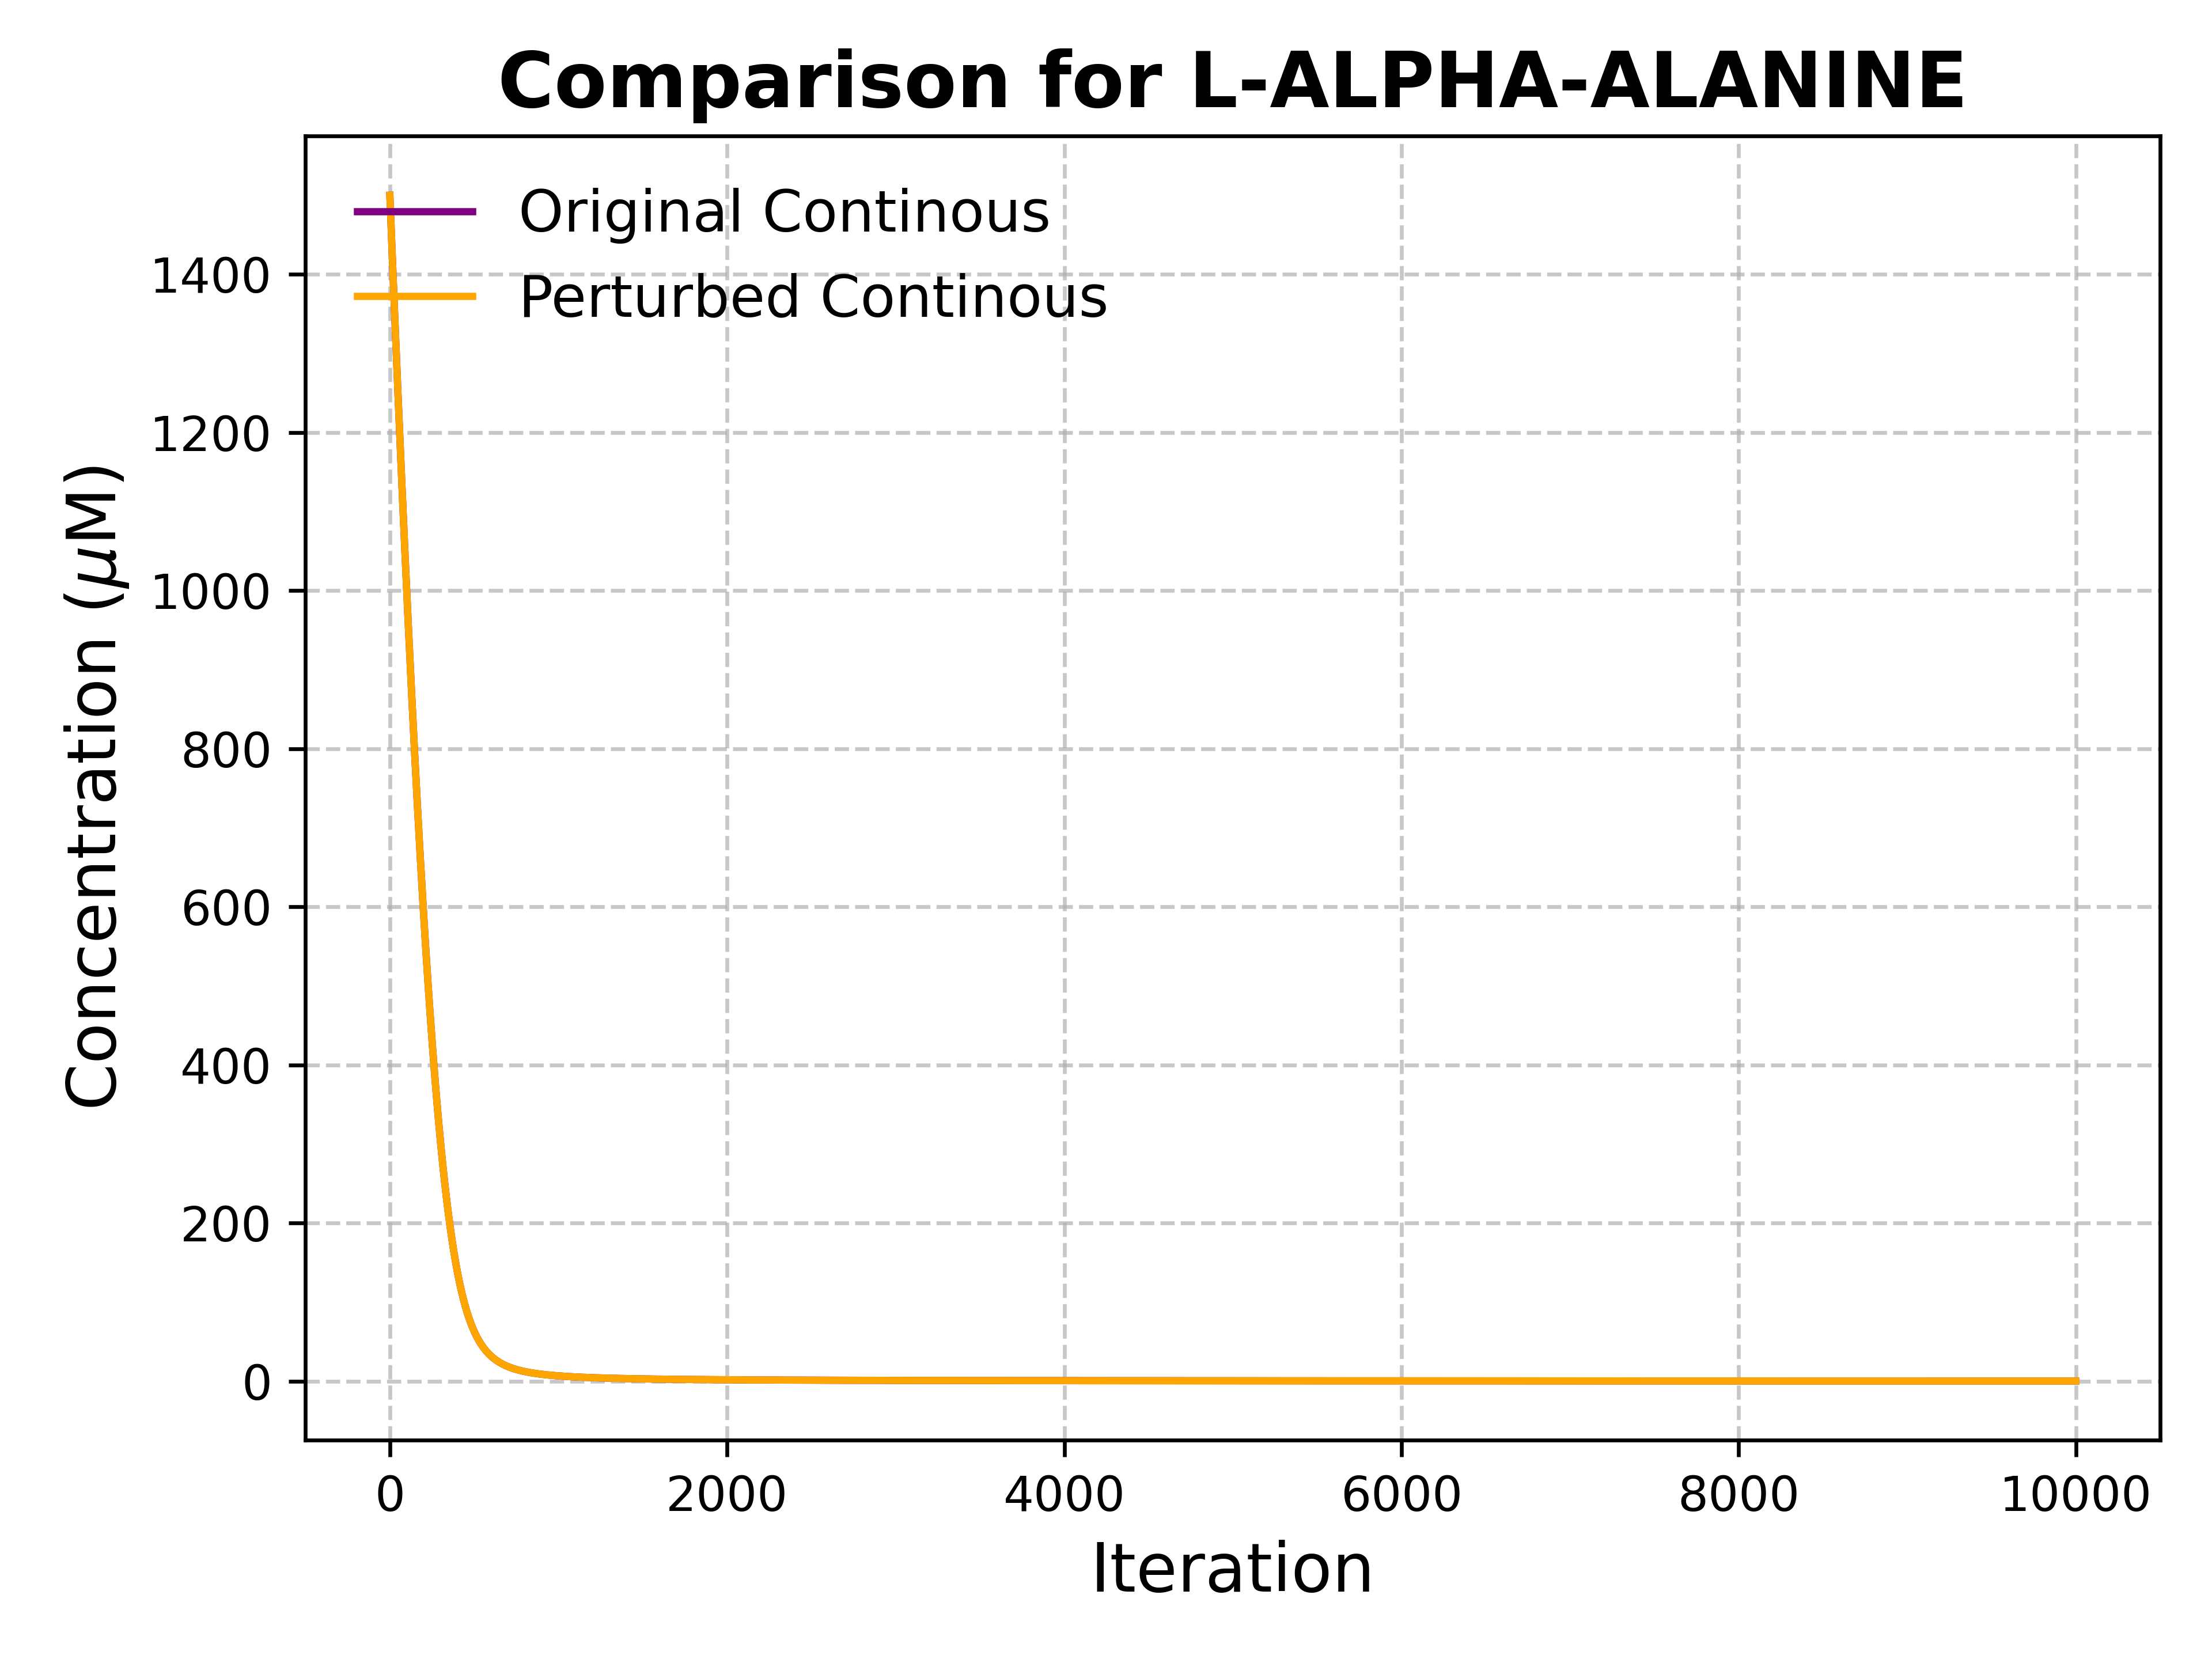 Comparison for L-ALPHA-ALANINE
Original Continous
Perturbed Continous
Concentration (μM)
1400
1200
1000
800
600
400
200
0
0 2000 4000 6000 8000 10000
Iteration